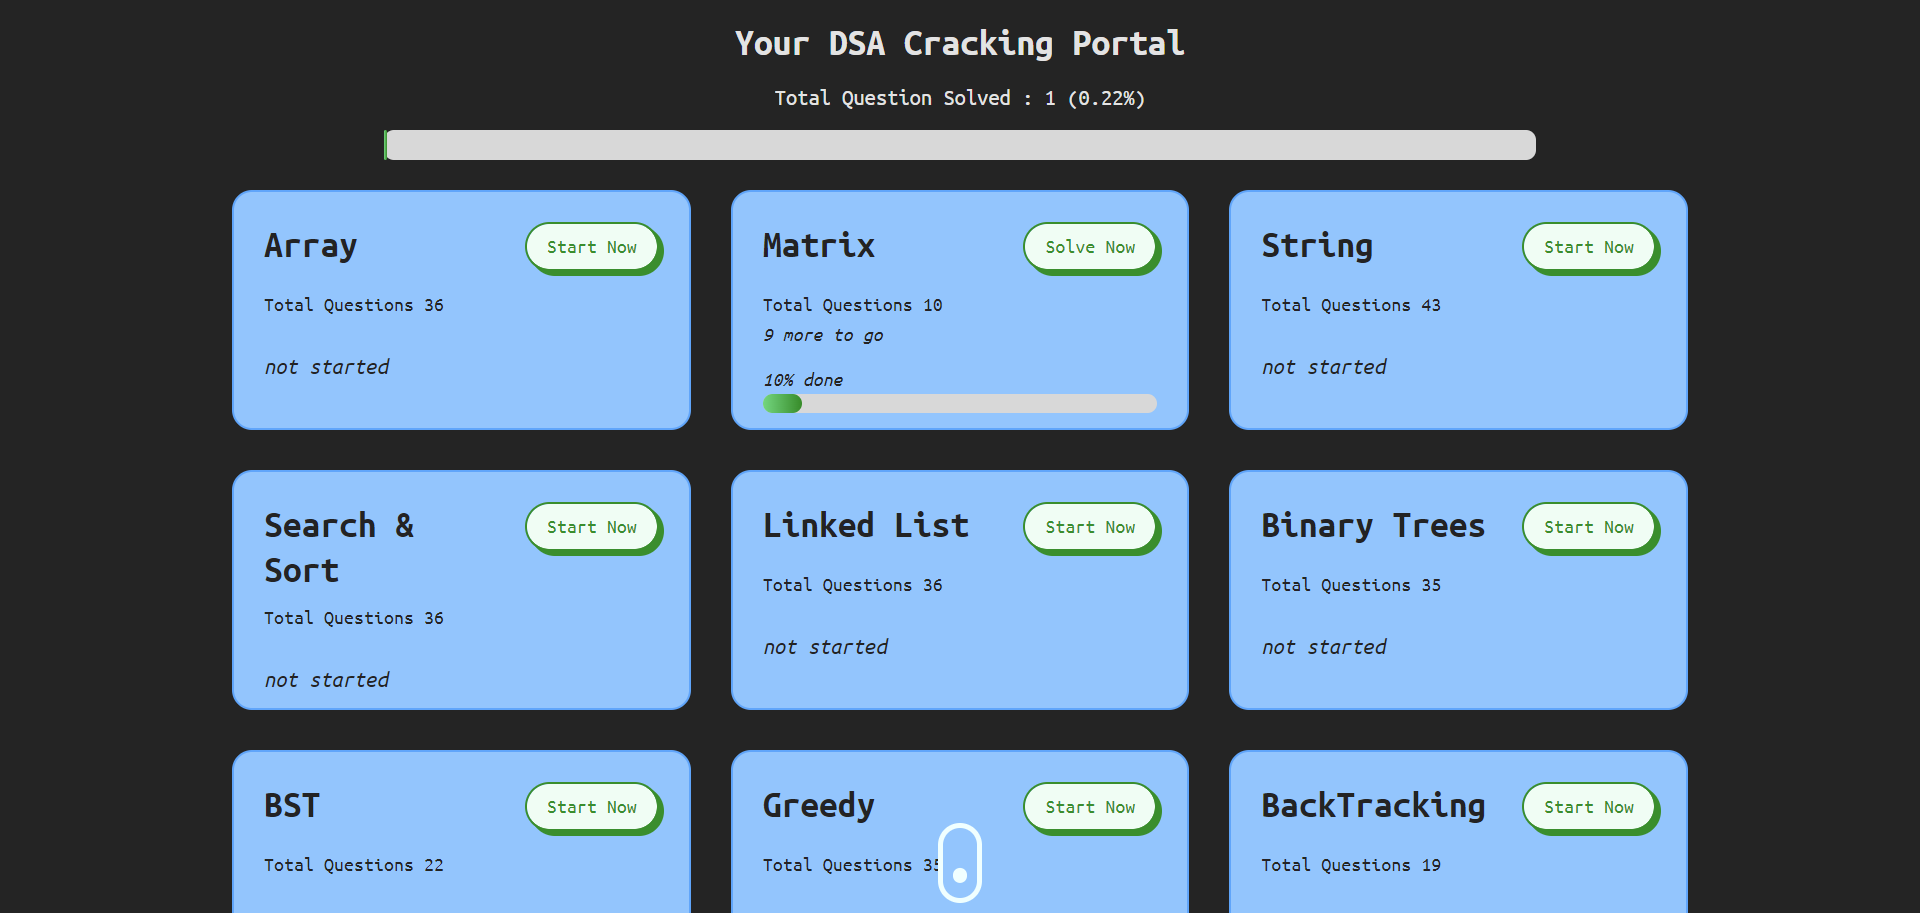 Your DSA Cracking Portal
Total Question Solved : 1 (0.22%)
Array
Start Now
Total Questions 36
not started
Matrix
Solve Now
Total Questions 10
9 more to go
10% done
String
Start Now
Total Questions 43
not started
Search &
Sort
Start Now
Total Questions 36
not started
Linked List
Start Now
Total Questions 36
not started
Binary Trees
Start Now
Total Questions 35
not started
BST
Start Now
Total Questions 22
Greedy
Start Now
Total Questions 35
BackTracking
Start Now
Total Questions 19